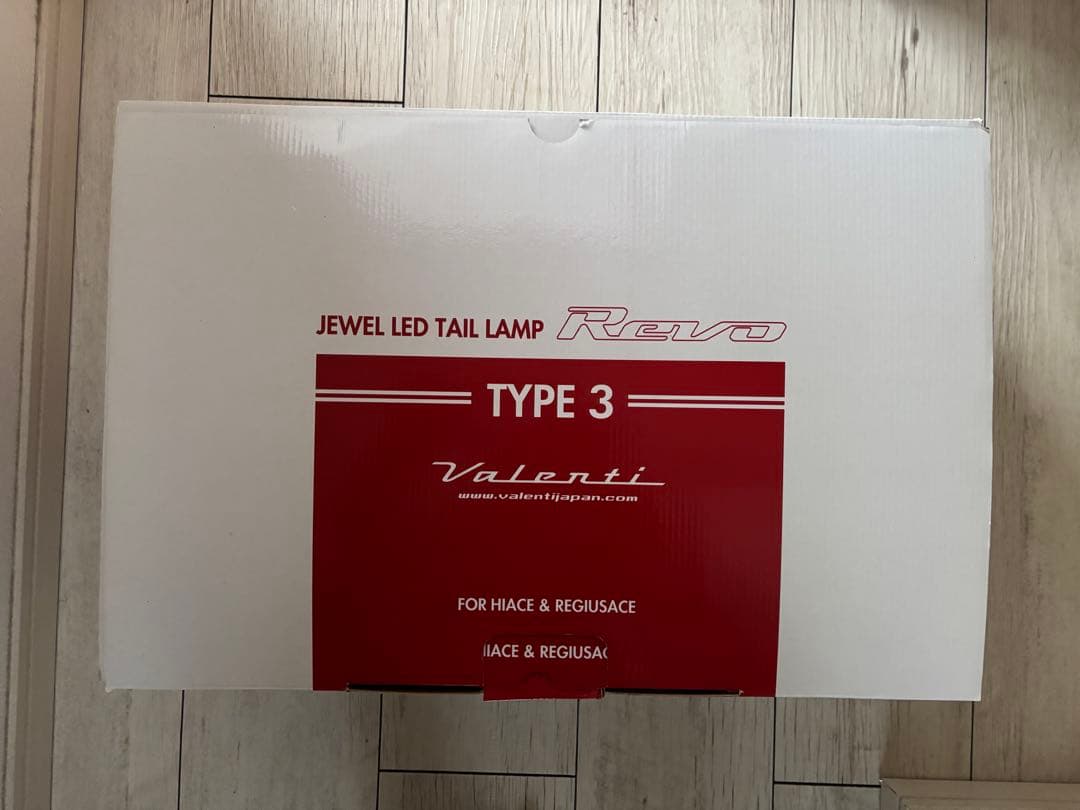 JEWEL LED TAIL LAMP Revo
TYPE 3
Valenti
www.valentijapan.com
FOR HIACE & REGIUSACE
HIACE & REGIUSAC